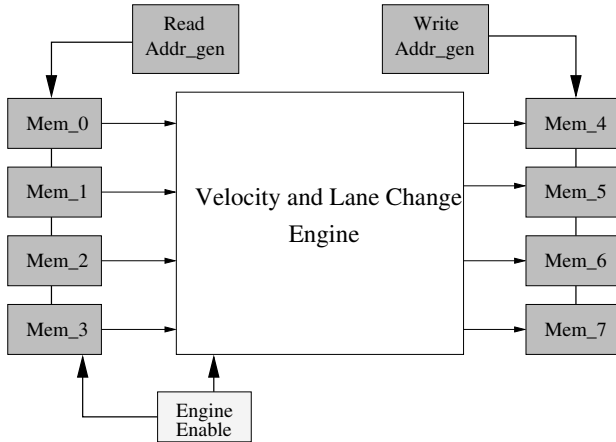 Read
Addr_gen
Write
Addr_gen
Mem_0
Mem_1
Mem_2
Mem_3
Velocity and Lane Change
Engine
Mem_4
Mem_5
Mem_6
Mem_7
Engine
Enable